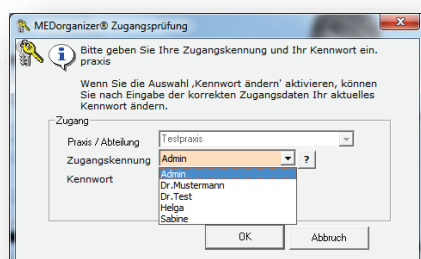 MEDorganizer® Zugangsprüfung
Bitte geben Sie Ihre Zugangskennung und Ihr Kennwort ein.
praxis
Wenn Sie die Auswahl ‚Kennwort ändern' aktivieren, können
Sie nach Eingabe der korrekten Zugangsdaten Ihr aktuelles
Kennwort ändern.
Zugang
Praxis / Abteilung Testpraxis
Zugangskennung Admin ?
Kennwort
Admin
Dr.Mustermann
Dr.Test
Helga
Sabine
OK Abbruch